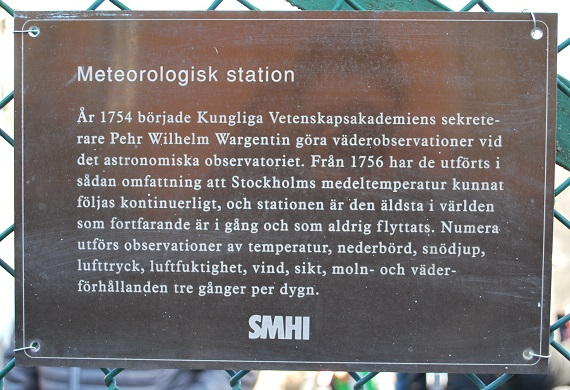 Meteorologisk station
År 1754 började Kungliga Vetenskapsakademiens sekrete-
rare Pehr Wilhelm Wargentin göra väderobservationer vid
det astronomiska observatoriet. Från 1756 har de utförts i
sådan omfattning att Stockholms medeltemperatur kunnat
följas kontinuerligt, och stationen är den äldsta i världen
som fortfarande är i gång och som aldrig flyttats. Numera
utförs observationer av temperatur, nederbörd, snödjup,
lufttryck, luftfuktighet, vind, sikt, moln- och väder-
förhållanden tre gånger per dygn.
SMHI